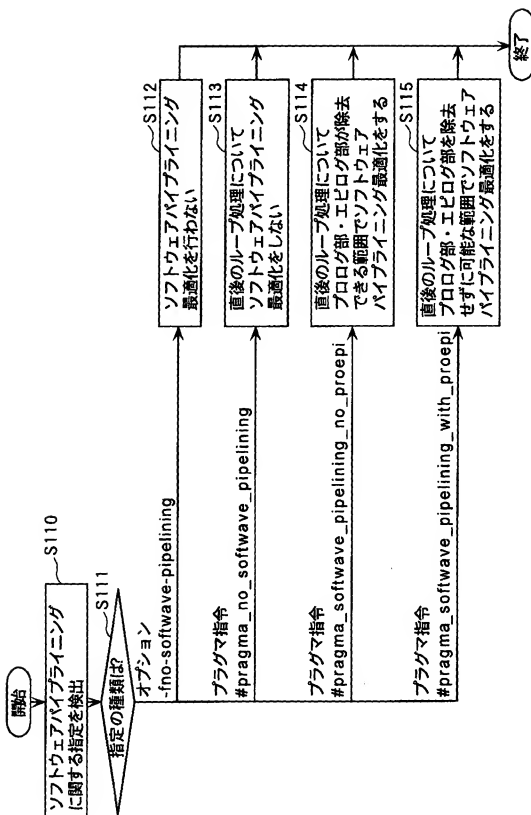 開始
S110
ソフトウェアパイプライニング
に関する指定を検出
S111
指定の種類は?
オプション
-fno-softwave-pipelining
S112
ソフトウェアパイプライニング
最適化を行わない
プラグマ指令
#pragma_no_softwave_pipelining
S113
直後のループ処理について
ソフトウェアパイプライニング
最適化をしない
プラグマ指令
#pragma_softwave_pipelining_no_proepi
S114
直後のループ処理について
プロログ部・エピログ部が除去
できる範囲でソフトウェア
パイプライニング最適化をする
プラグマ指令
#pragma_softwave_pipelining_with_proepi
S115
直後のループ処理について
プロログ部・エピログ部を除去
せずに可能な範囲でソフトウェア
パイプライニング最適化をする
終了